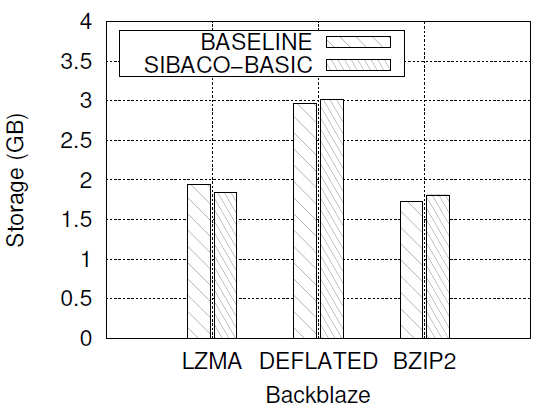 4
3.5
3
2.5
2
1.5
1
0.5
0
Storage (GB)
BASELINE
SIBACO-BASIC
LZMA DEFLATED BZIP2
Backblaze